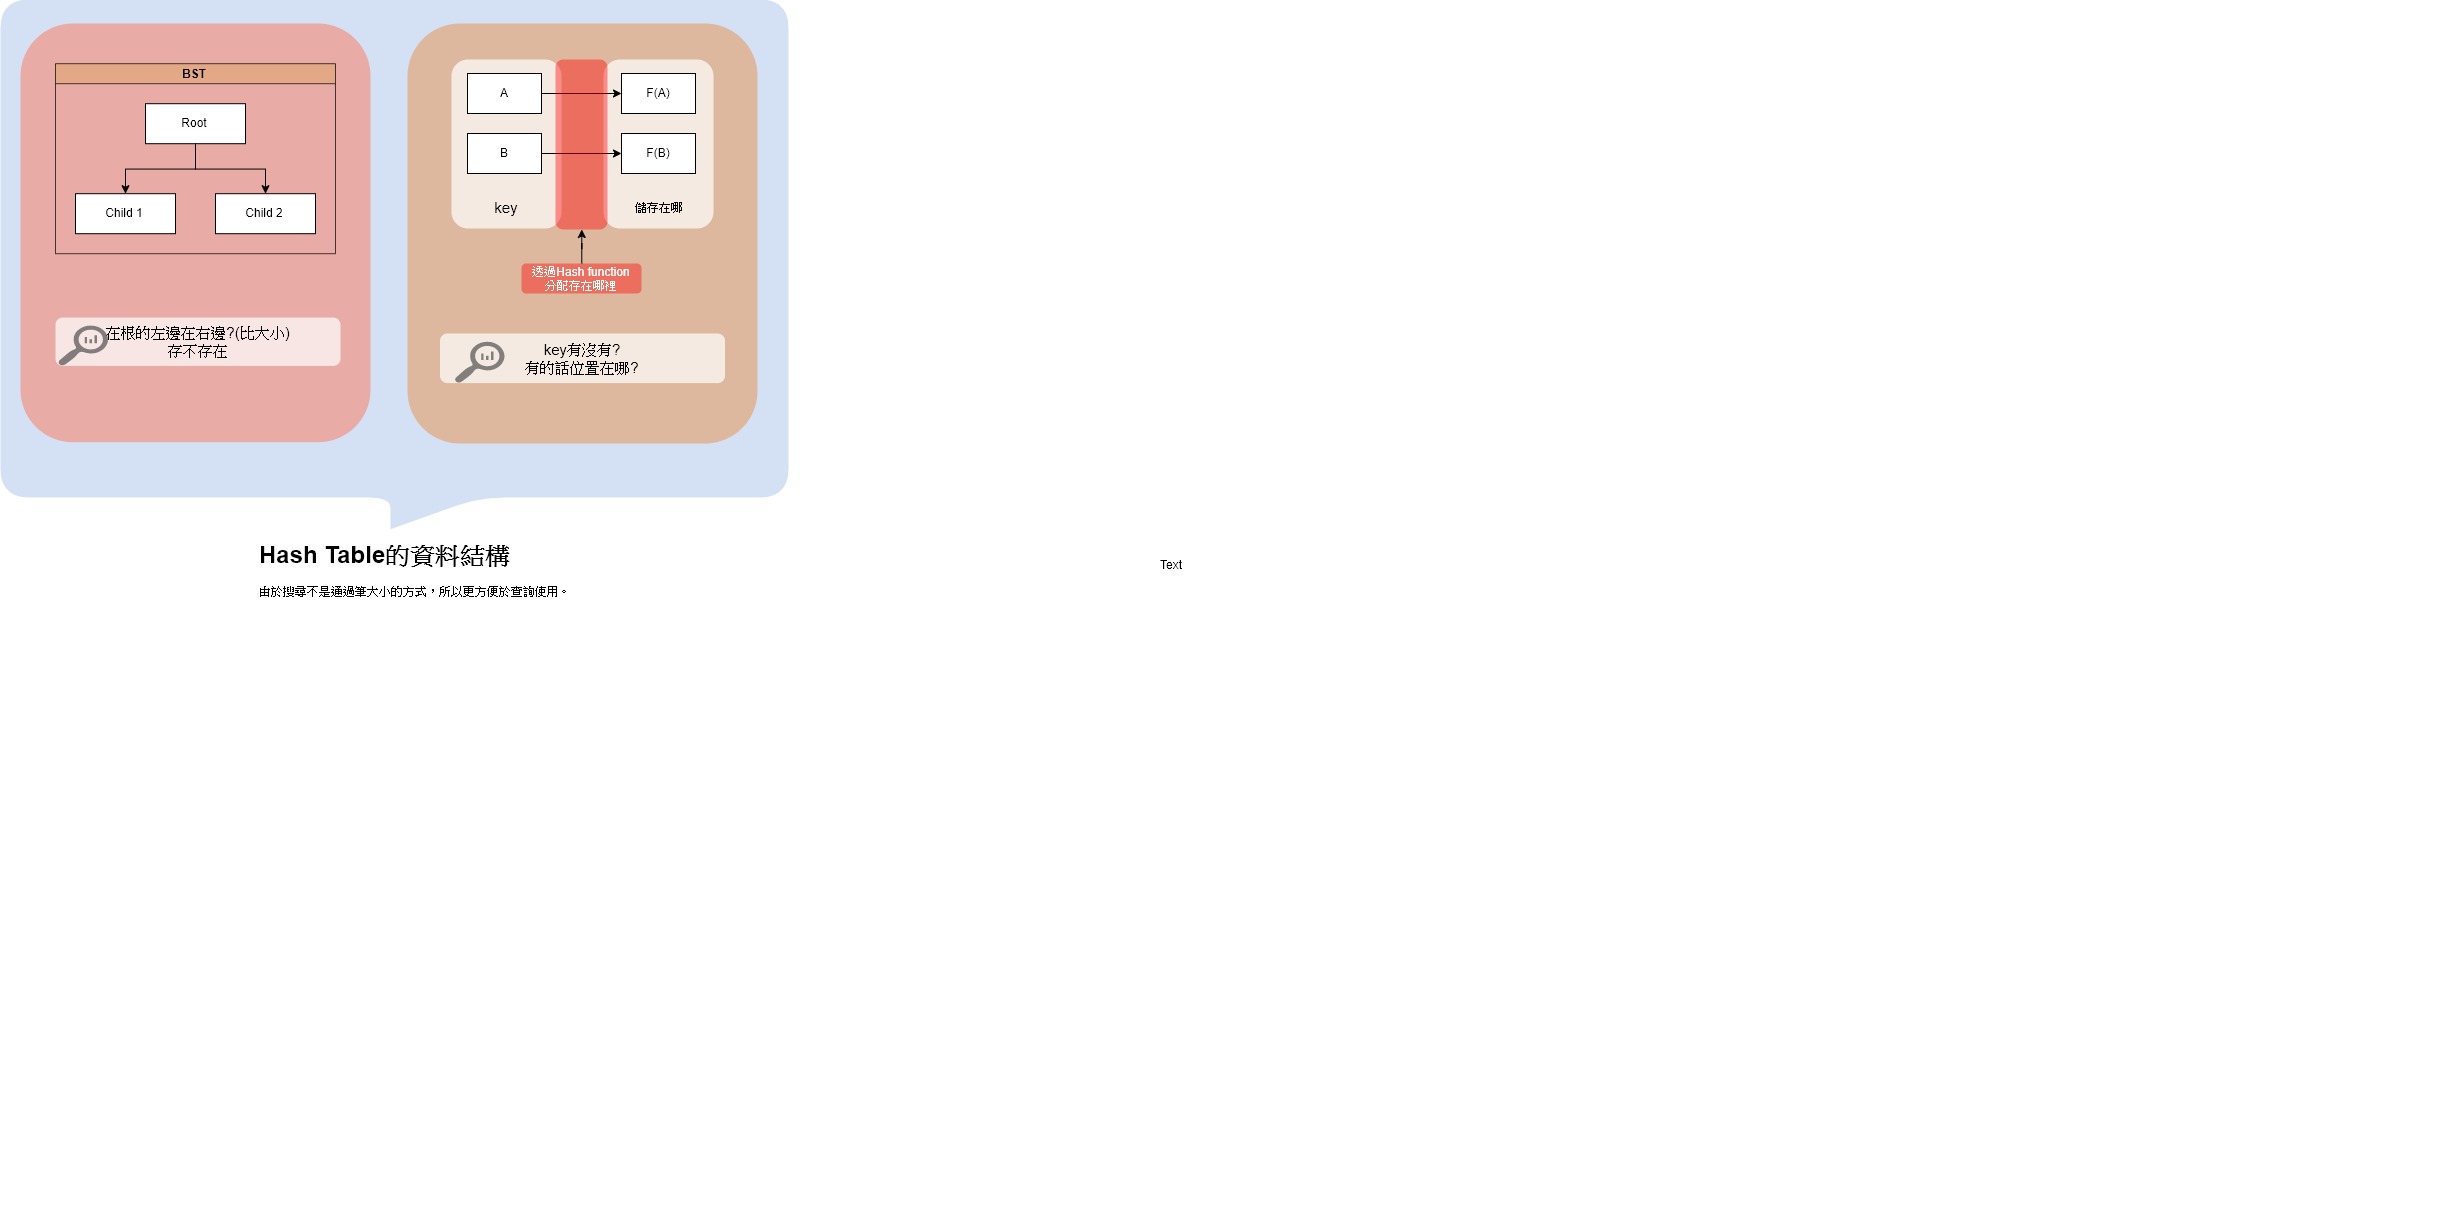 BST
Root
Child 1
Child 2
在根的左邊在右邊?(比大小)
存不存在
A
F(A)
B
F(B)
key
儲存在哪
透過Hash function
分配存在哪裡
key有沒有?
有的話位置在哪?
Hash Table的資料結構
由於搜尋不是通過筆大小的方式，所以更方便於查詢使用。
Text